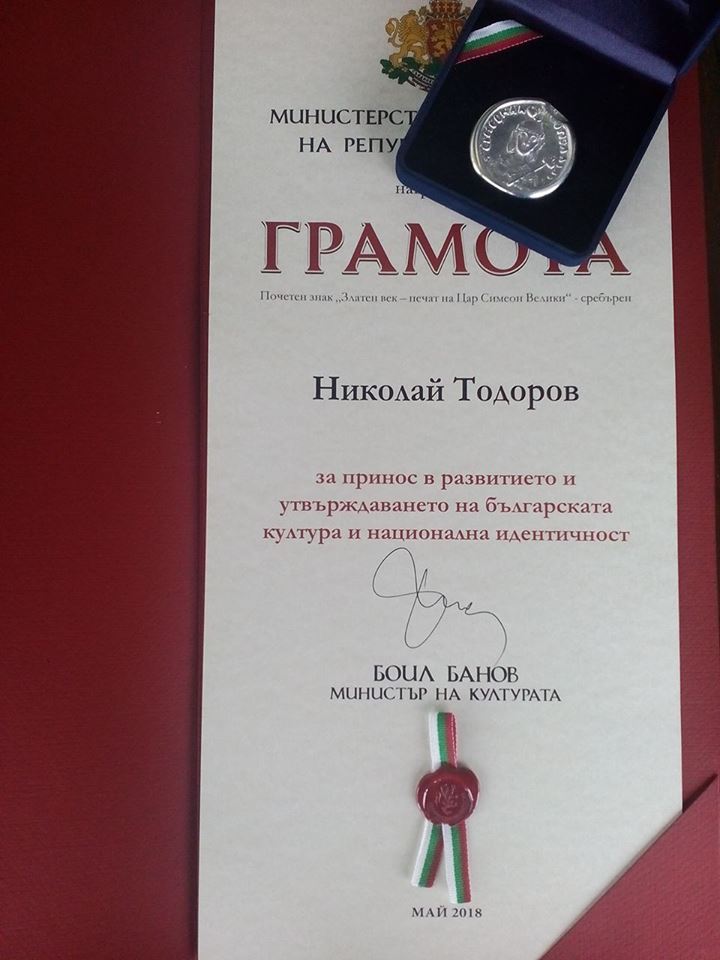 МИНИСТЕРСТ
НА РЕПУ
ГРАМОТА
Почетен знак „Златен век – печат на Цар Симеон Велики“ - сребърен
Николай Тодоров
за принос в развитието и
утвърждаването на българската
култура и национална идентичност
БОИЛ БАНОВ
МИНИСТЪР НА КУЛТУРАТА
МАЙ 2018